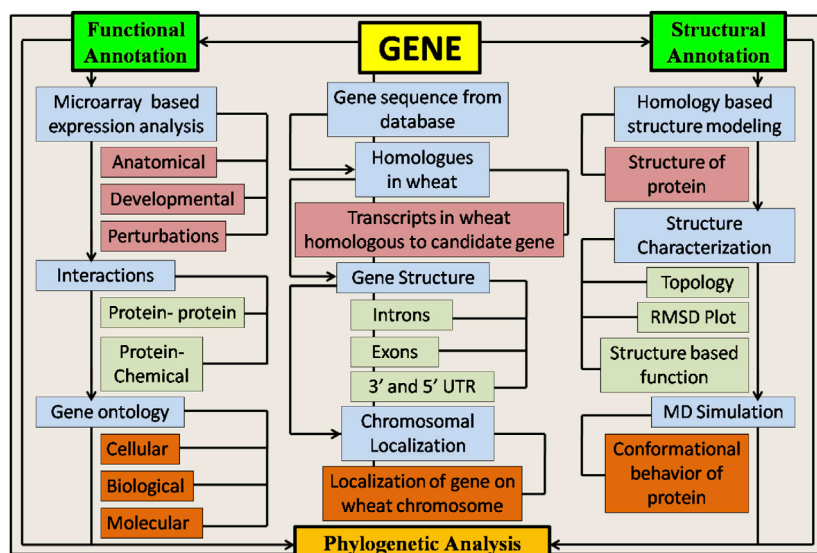 Functional
Annotation
GENE
Structural
Annotation
Microarray based
expression analysis
Anatomical
Developmental
Perturbations
Interactions
Protein- protein
Protein-
Chemical
Gene ontology
Cellular
Biological
Molecular
Gene sequence from
database
Homologues
in wheat
Transcripts in wheat
homologous to candidate gene
Gene Structure
Introns
Exons
3′ and 5′ UTR
Chromosomal
Localization
Localization of gene on
wheat chromosome
Homology based
structure modeling
Structure of
protein
Structure
Characterization
Topology
RMSD Plot
Structure based
function
MD Simulation
Conformational
behavior of
protein
Phylogenetic Analysis